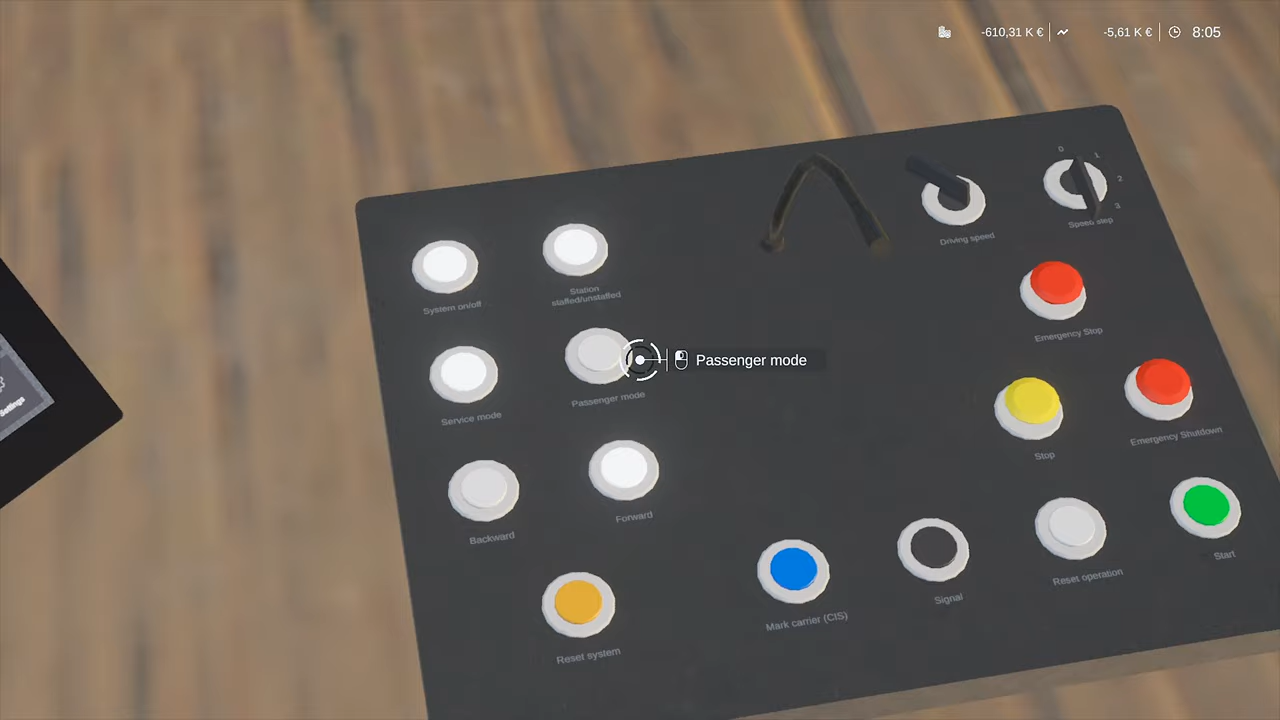 -610,31 K € -5,61 K € 8:05
0
1
2
3
Driving speed
Speed step
System on/off
Station
staffed/unstaffed
Emergency Stop
Passenger mode
Service mode
Passenger mode
Settings
Emergency Shutdown
Stop
Backward
Forward
Start
Reset operation
Signal
Mark carrier (CIS)
Reset system